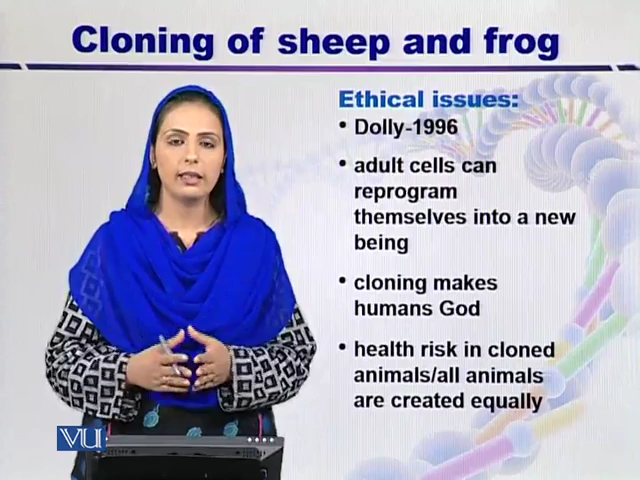 Cloning of sheep and frog
Ethical issues:
• Dolly-1996
• adult cells can
reprogram
themselves into a new
being
• cloning makes
humans God
• health risk in cloned
animals/all animals
are created equally
VU